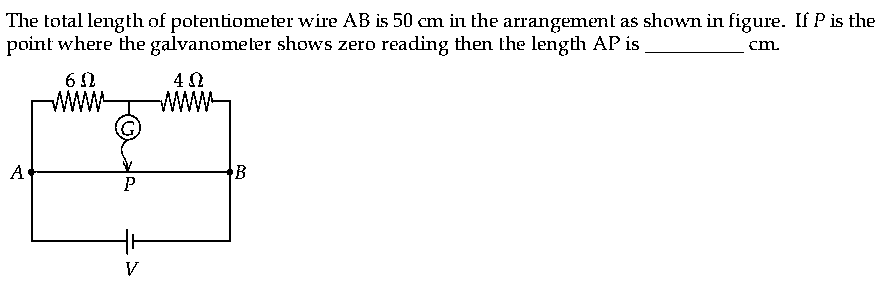 The total length of potentiometer wire AB is 50 cm in the arrangement as shown in figure. If P is the
point where the galvanometer shows zero reading then the length AP is __________ cm.
6 Ω 4 Ω
G
A B
P
V